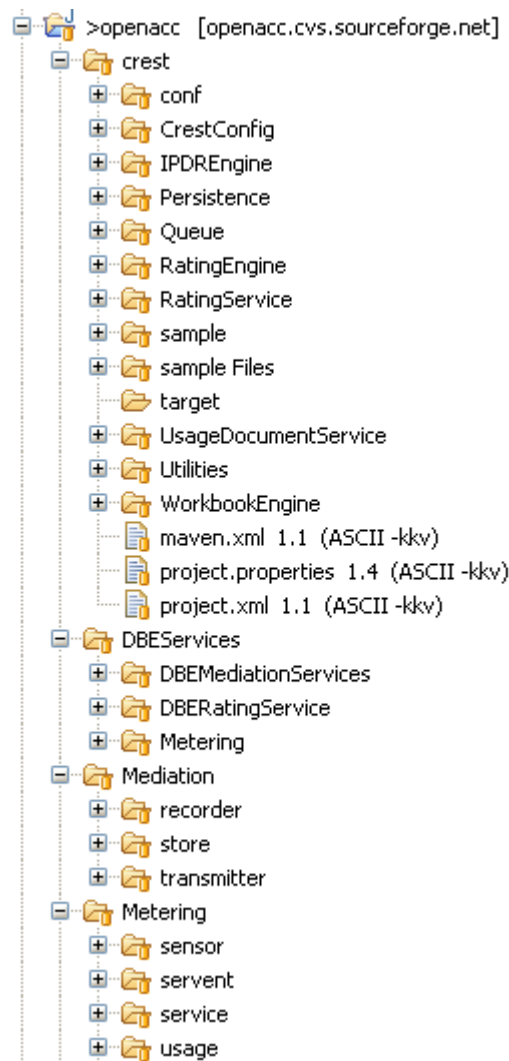 >openacc [openacc.cvs.sourceforge.net]
crest
conf
CrestConfig
IPDREngine
Persistence
Queue
RatingEngine
RatingService
sample
sample Files
target
UsageDocumentService
Utilities
WorkbookEngine
maven.xml 1.1 (ASCII -kkv)
project.properties 1.4 (ASCII -kkv)
project.xml 1.1 (ASCII -kkv)
DBEServices
DBEMediationServices
DBERatingService
Metering
Mediation
recorder
store
transmitter
Metering
sensor
servent
service
usage